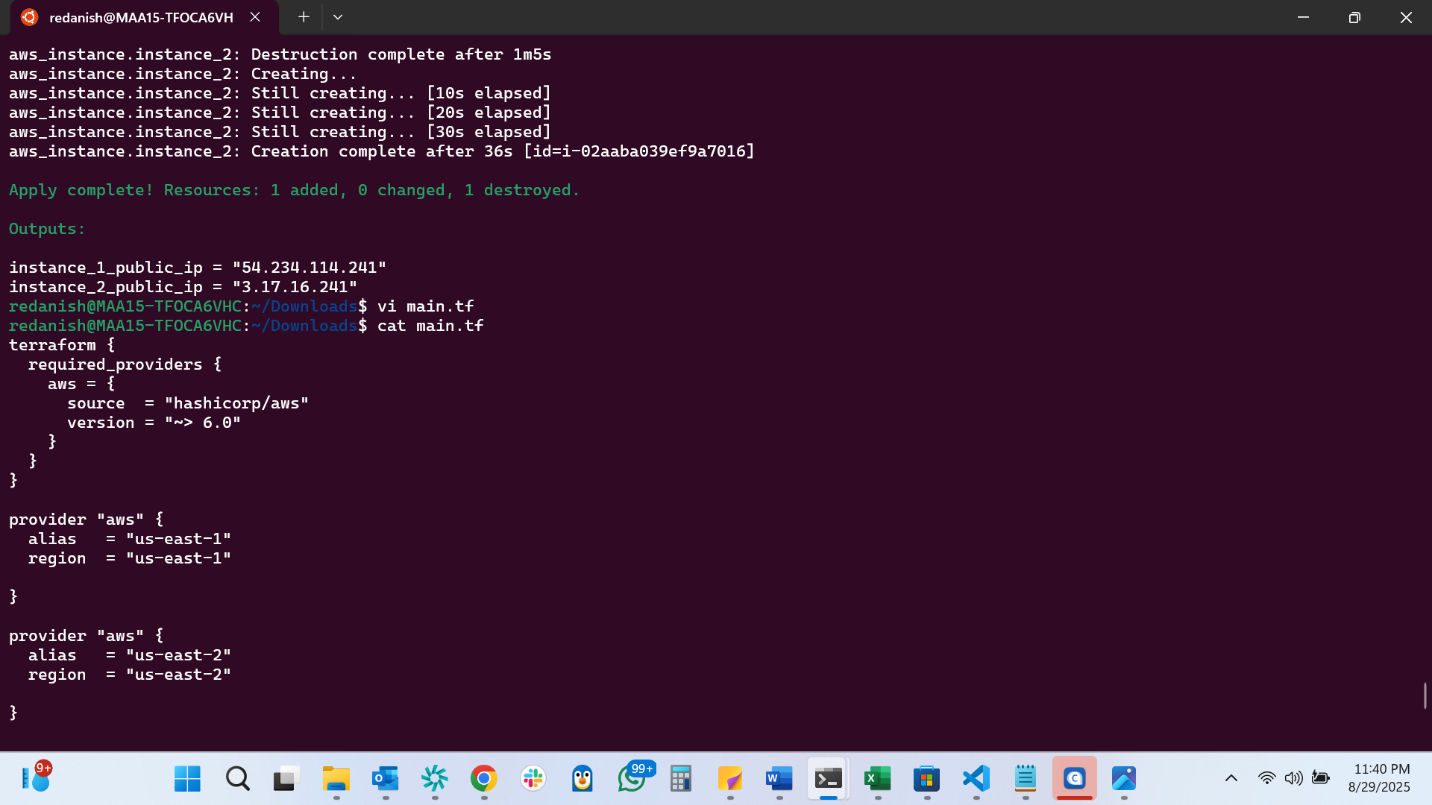 redanish@MAA15-TFOCA6VH
aws_instance.instance_2: Destruction complete after 1m5s
aws_instance.instance_2: Creating...
aws_instance.instance_2: Still creating... [10s elapsed]
aws_instance.instance_2: Still creating... [20s elapsed]
aws_instance.instance_2: Still creating... [30s elapsed]
aws_instance.instance_2: Creation complete after 36s [id=i-02aaba039ef9a7016]
Apply complete! Resources: 1 added, 0 changed, 1 destroyed.
Outputs:
instance_1_public_ip = "54.234.114.241"
instance_2_public_ip = "3.17.16.241"
redanish@MAA15-TFOCA6VHC:~/Downloads$ vi main.tf
redanish@MAA15-TFOCA6VHC:~/Downloads$ cat main.tf
terraform {
  required_providers {
    aws = {
      source  = "hashicorp/aws"
      version = "~> 6.0"
    }
  }
}
provider "aws" {
  alias   = "us-east-1"
  region  = "us-east-1"
}
provider "aws" {
  alias   = "us-east-2"
  region  = "us-east-2"
}
9+
99+
11:40 PM
8/29/2025